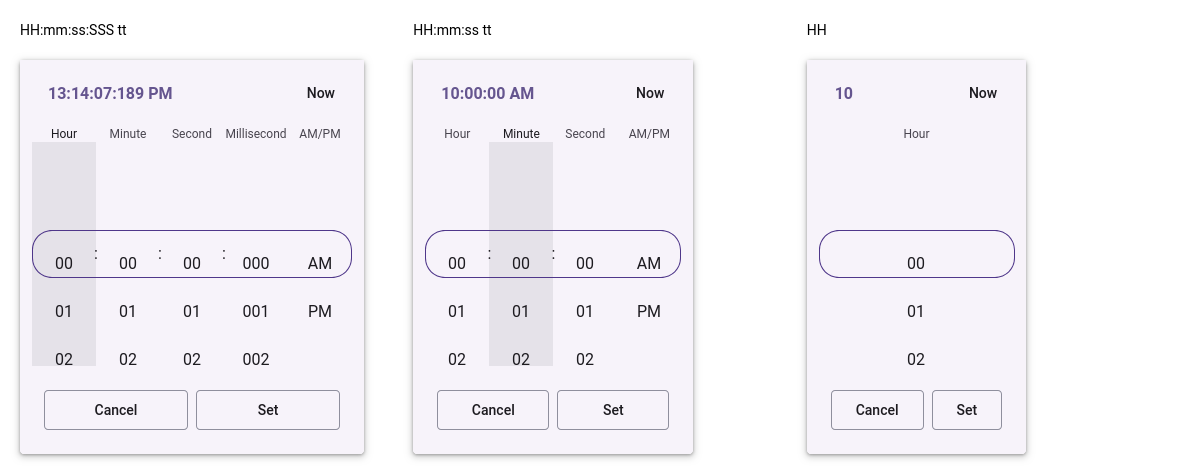 HH:mm:ss:SSS tt
13:14:07:189 PM Now
Hour Minute Second Millisecond AM/PM
: : :
00 00 00 000 AM
01 01 01 001 PM
02 02 02 002
Cancel Set
HH:mm:ss tt
10:00:00 AM Now
Hour Minute Second AM/PM
: :
00 00 00 AM
01 01 01 PM
02 02 02
Cancel Set
HH
10 Now
Hour
00
01
02
Cancel Set